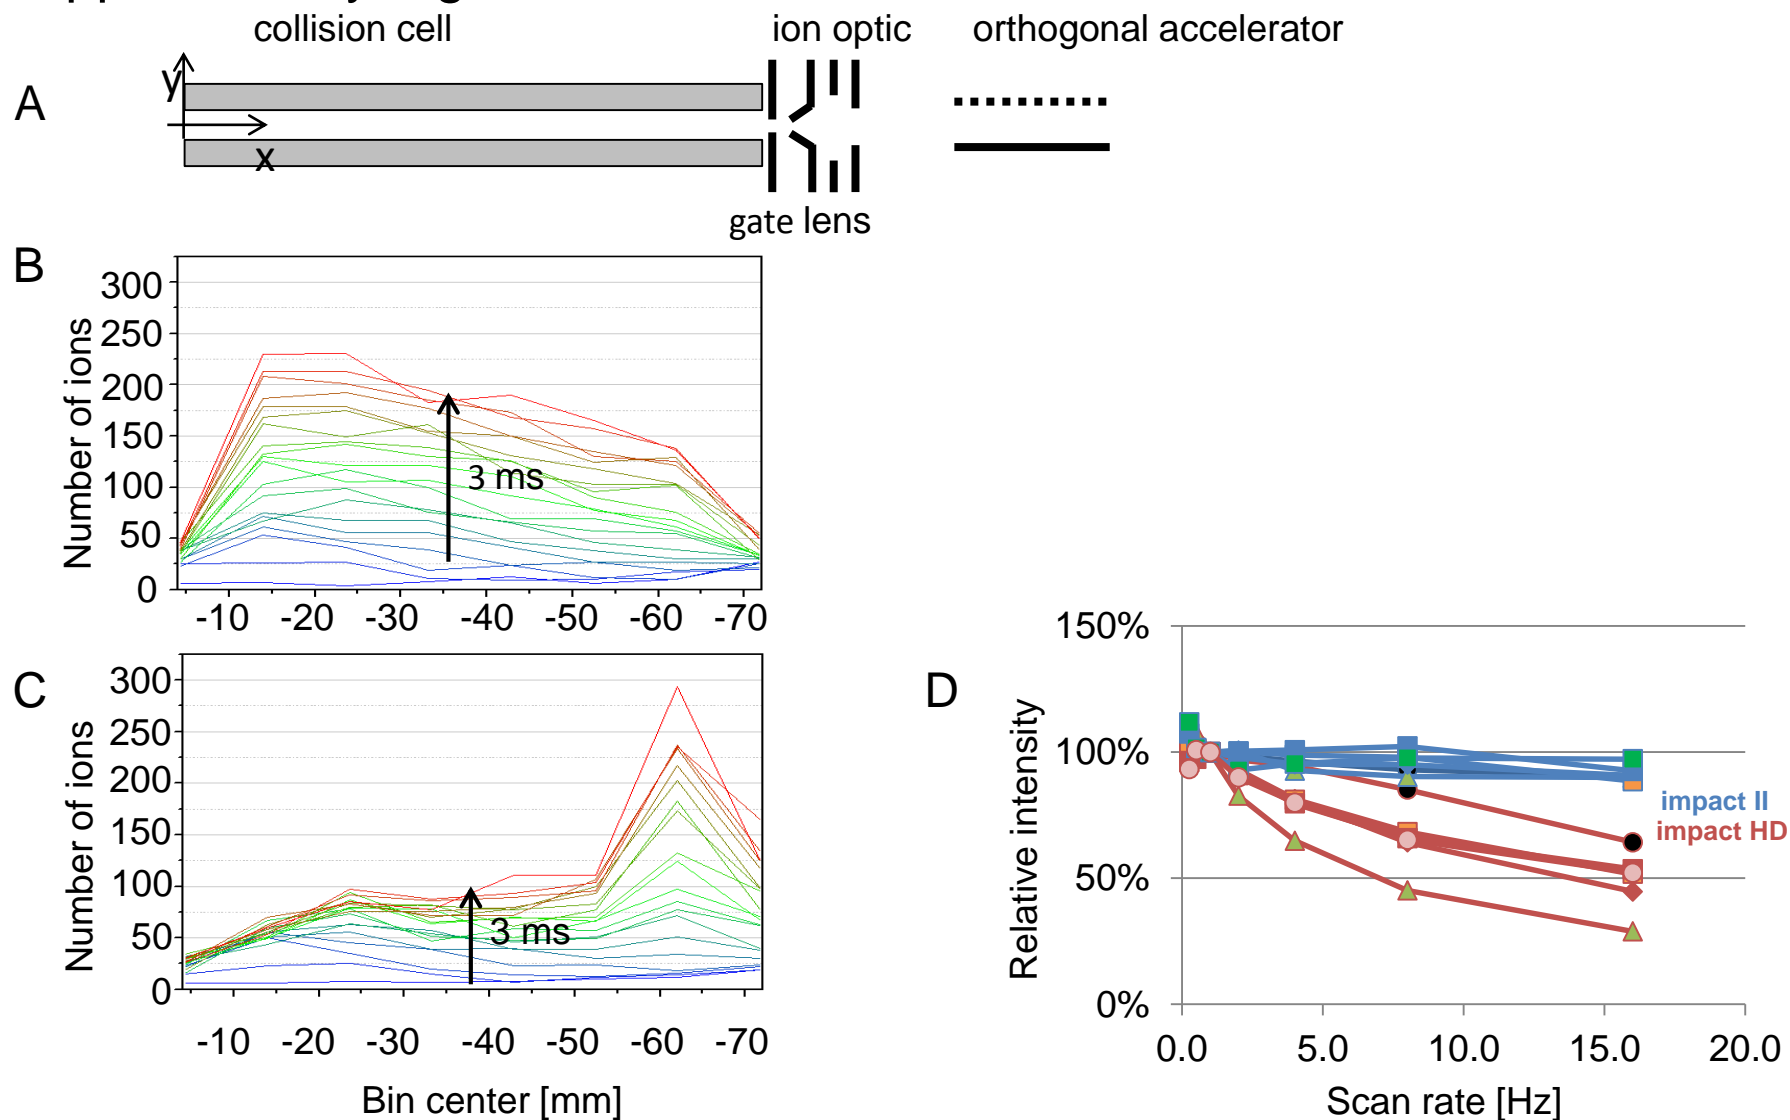 collision cell
ion optic
orthogonal accelerator
A
y
x
gate lens
B
Number of ions
300
250
200
150
100
50
0
3 ms
-10 -20 -30 -40 -50 -60 -70
C
Number of ions
300
250
200
150
100
50
0
3 ms
-10 -20 -30 -40 -50 -60 -70
Bin center [mm]
D
Relative intensity
150%
100%
50%
0%
impact II
impact HD
0.0 5.0 10.0 15.0 20.0
Scan rate [Hz]